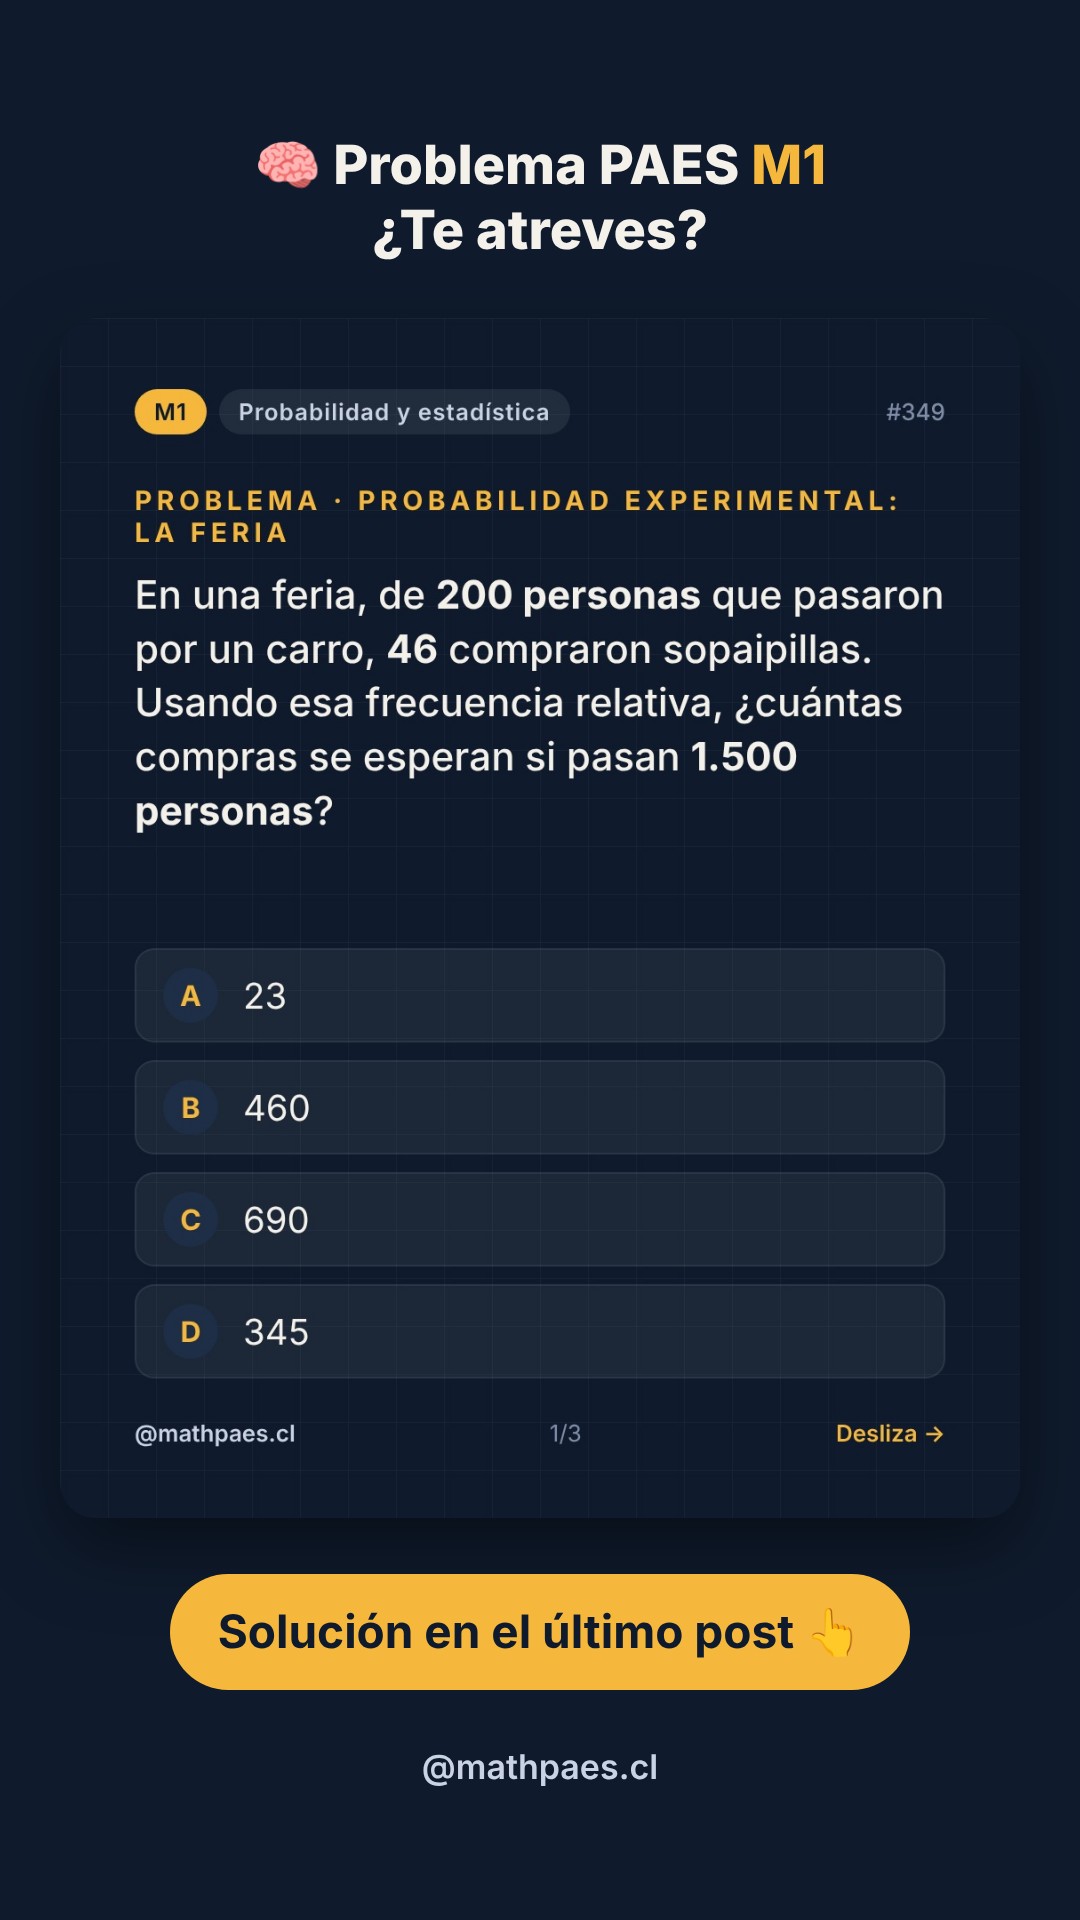 🧠 Problema PAES M1
¿Te atreves?
M1 Probabilidad y estadística #349
PROBLEMA · PROBABILIDAD EXPERIMENTAL:
LA FERIA
En una feria, de 200 personas que pasaron
por un carro, 46 compraron sopaipillas.
Usando esa frecuencia relativa, ¿cuántas
compras se esperan si pasan 1.500
personas?
A 23
B 460
C 690
D 345
@mathpaes.cl 1/3 Desliza →
Solución en el último post 👆
@mathpaes.cl